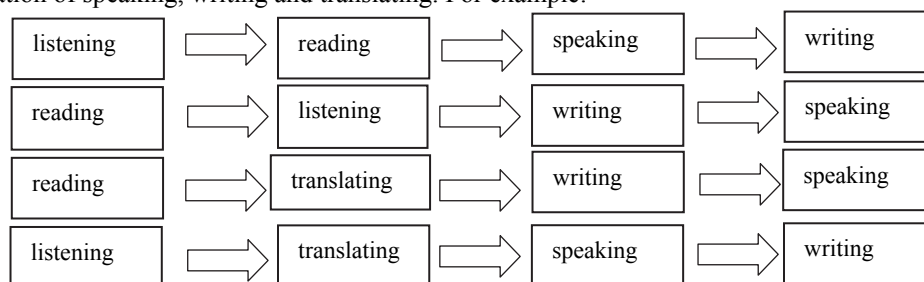 ation of speaking, writing and translating. For example:
listening reading speaking writing
reading listening writing speaking
reading translating writing speaking
listening translating speaking writing